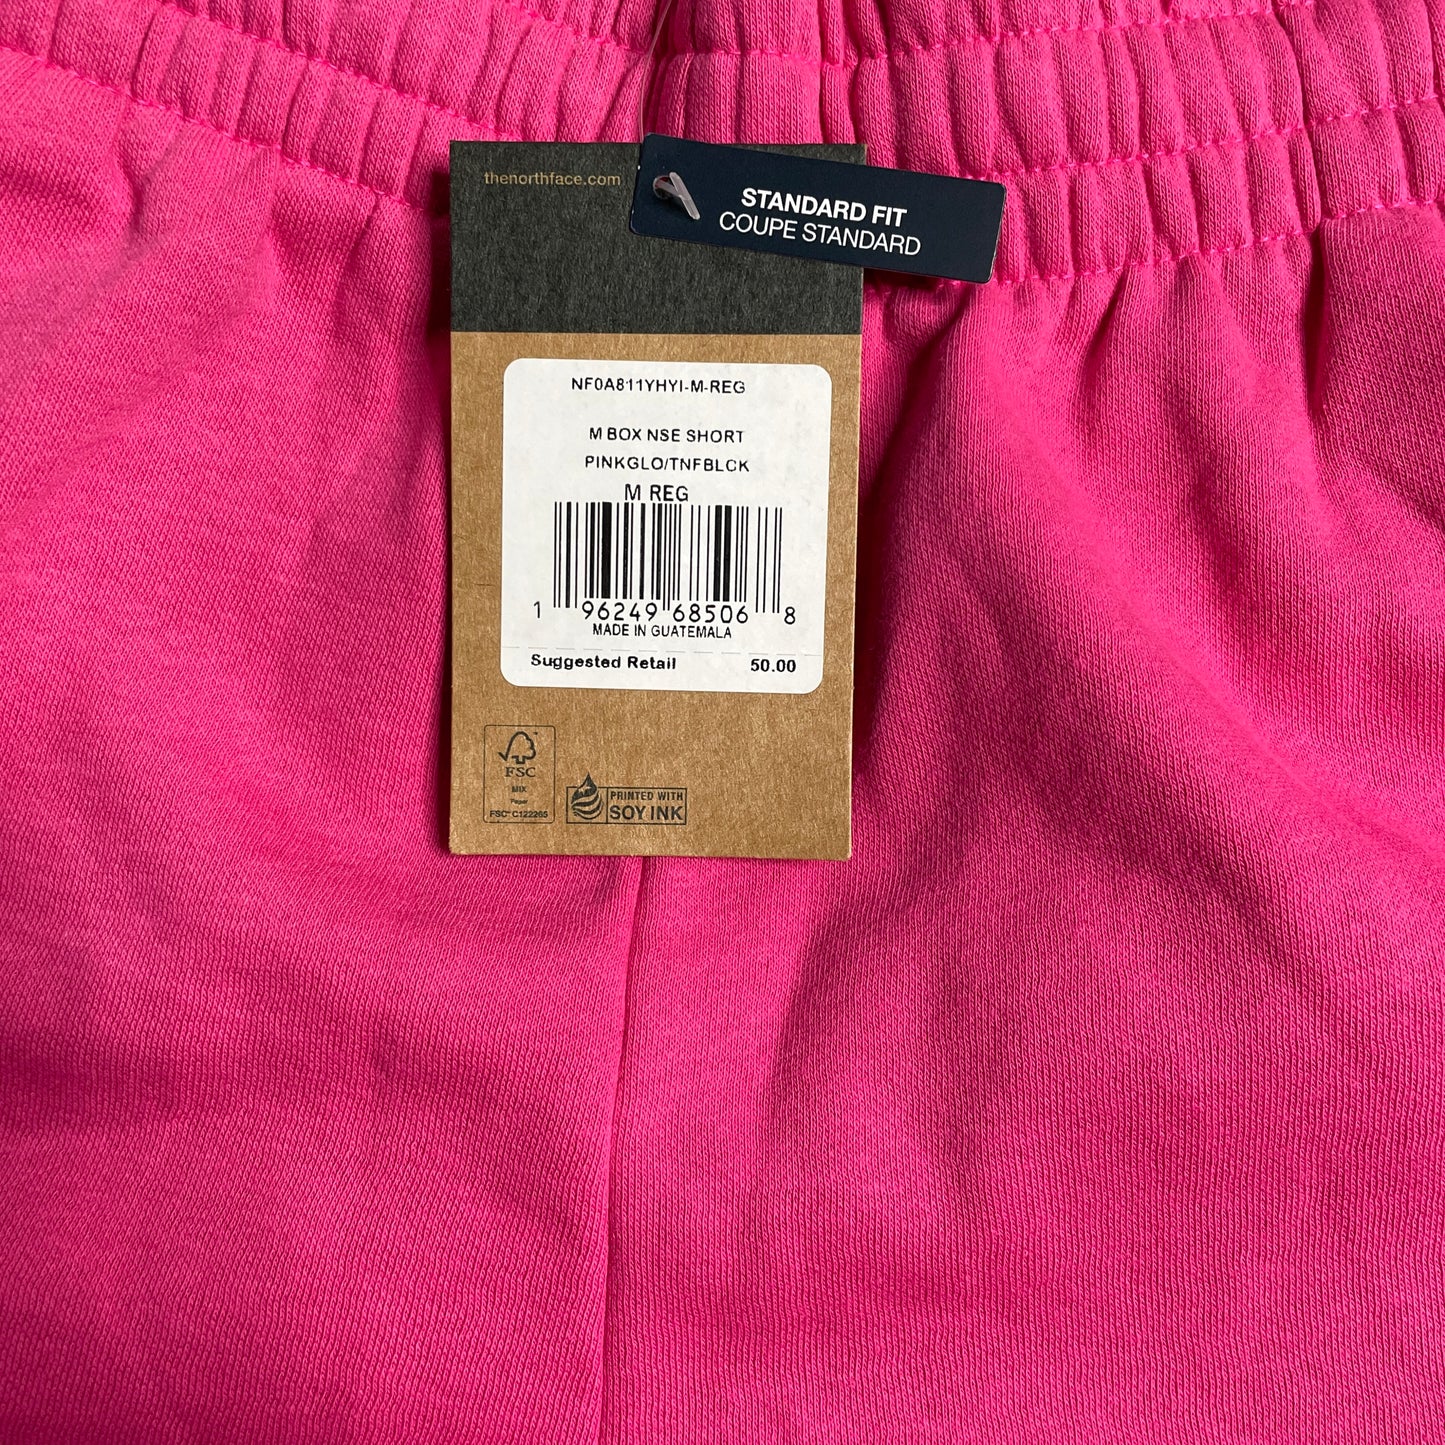 thenorthface.com
STANDARD FIT
COUPE STANDARD
NF0A811YHYI-M-REG
M BOX NSE SHORT
PINKGLO/TNFBLCK
M REG
1 96249 68506 8
MADE IN GUATEMALA
Suggested Retail 50.00
FSC
MIX
Paper
FSC™ C122265
PRINTED WITH
SOY INK